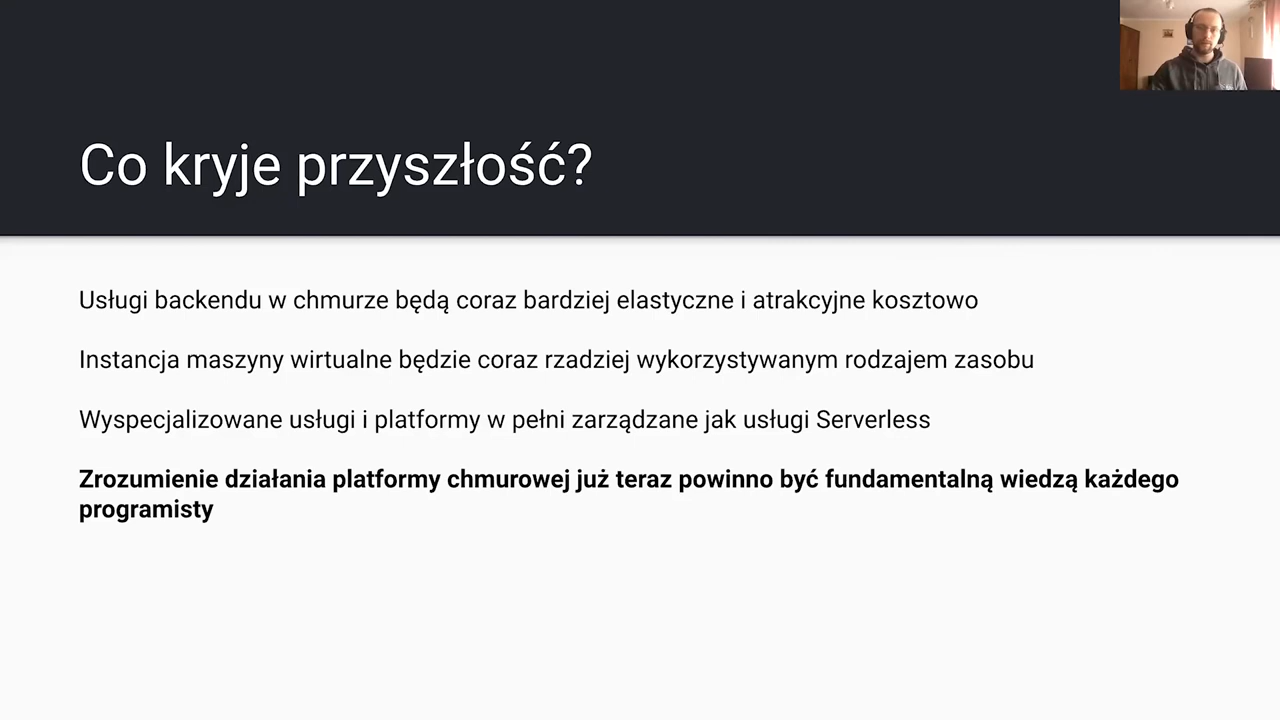 Co kryje przyszłość?
Usługi backendu w chmurze będą coraz bardziej elastyczne i atrakcyjne kosztowo
Instancja maszyny wirtualne będzie coraz rzadziej wykorzystywanym rodzajem zasobu
Wyspecjalizowane usługi i platformy w pełni zarządzane jak usługi Serverless
Zrozumienie działania platformy chmurowej już teraz powinno być fundamentalną wiedzą każdego
programisty